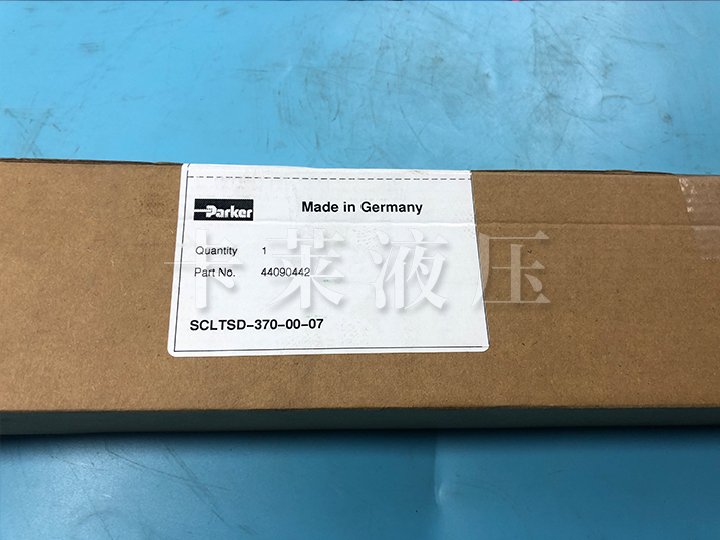 Parker
Made in Germany
Quantity 1
Part No. 44090442
卡莱液压
SCLTSD-370-00-07